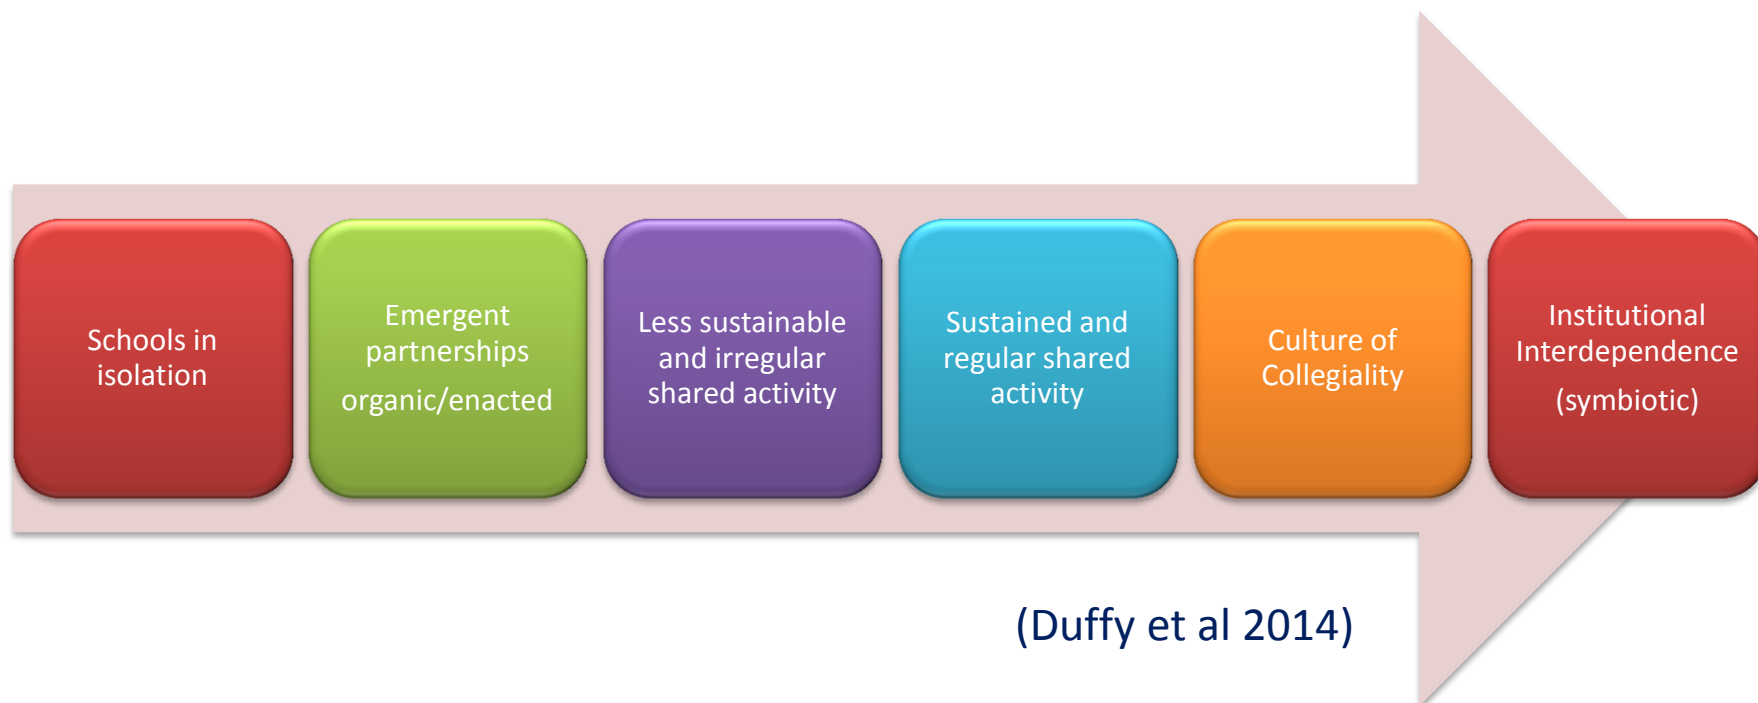 Schools in
isolation
Emergent
partnerships
organic/enacted
Less sustainable
and irregular
shared activity
Sustained and
regular shared
activity
Culture of
Collegiality
Institutional
Interdependence
(symbiotic)
(Duffy et al 2014)